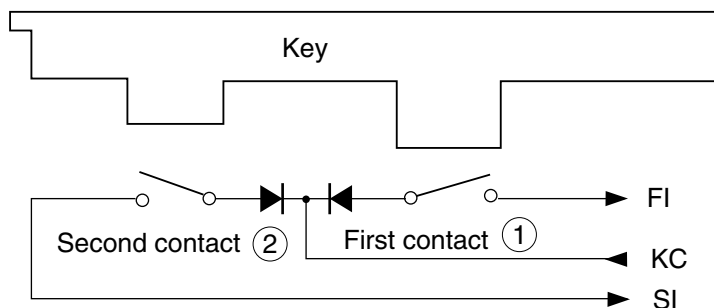 Key
FI
Second contact 2
First contact 1
KC
SI